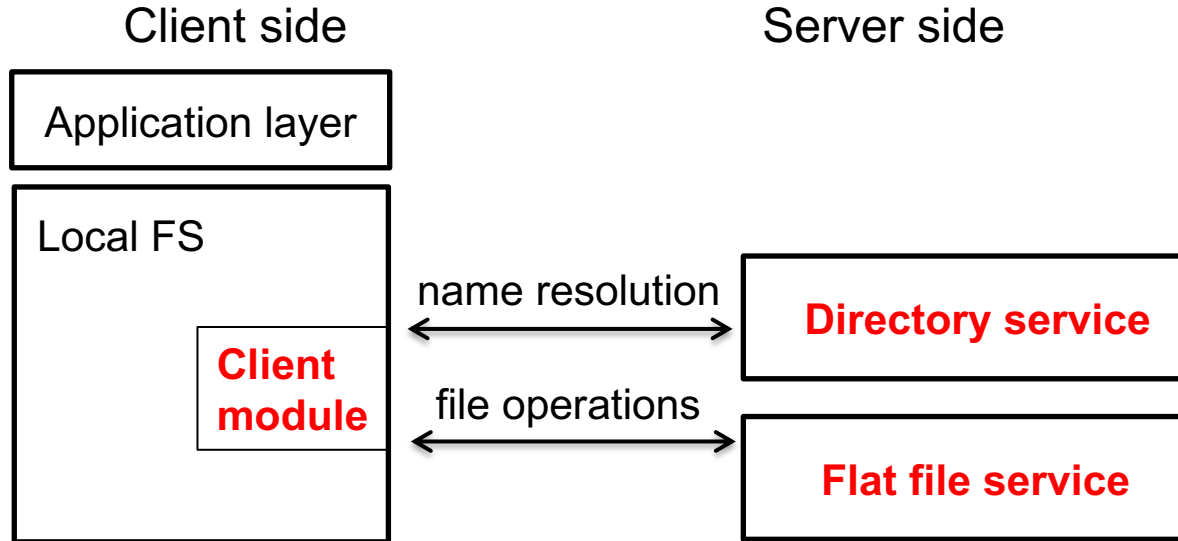 Client side
Server side
Application layer
Local FS
Client
module
name resolution
file operations
Directory service
Flat file service